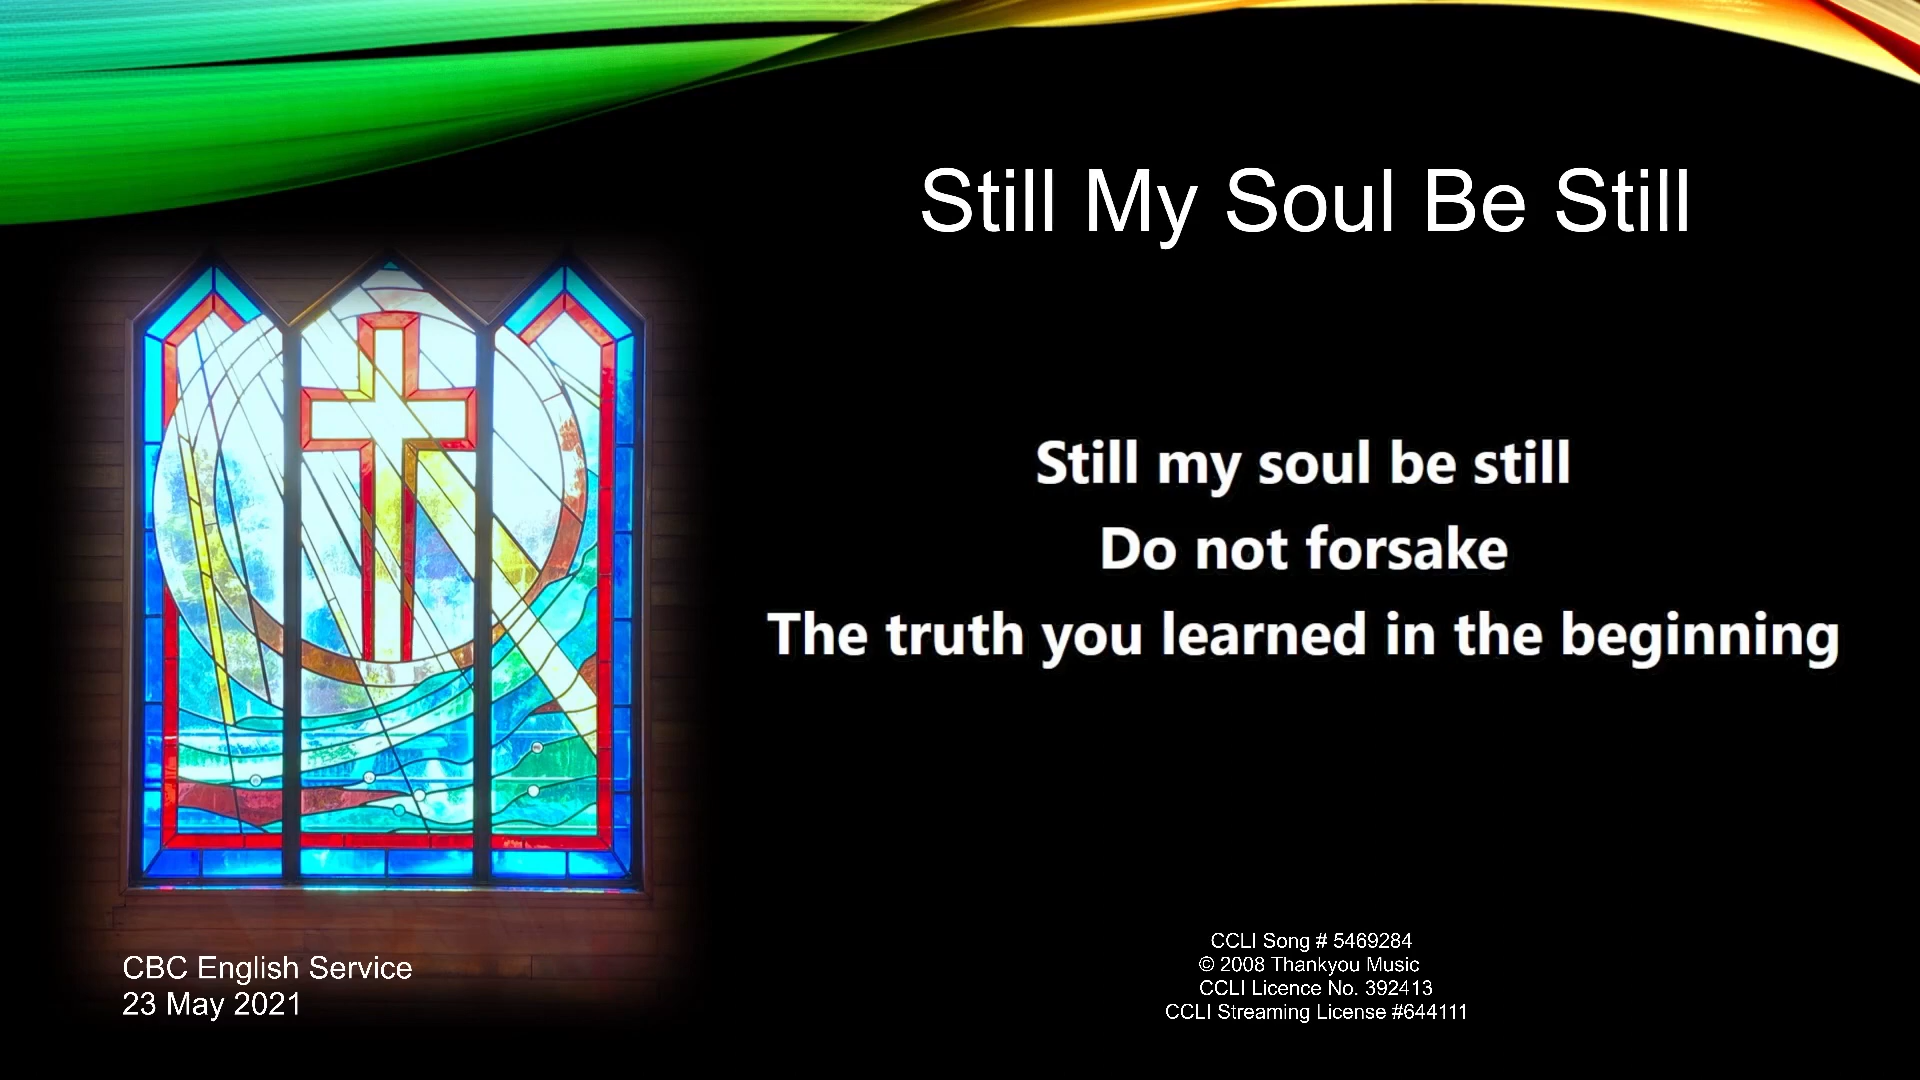 Still My Soul Be Still
Still my soul be still
Do not forsake
The truth you learned in the beginning
CBC English Service
23 May 2021
CCLI Song # 5469284
© 2008 Thankyou Music
CCLI Licence No. 392413
CCLI Streaming License #644111